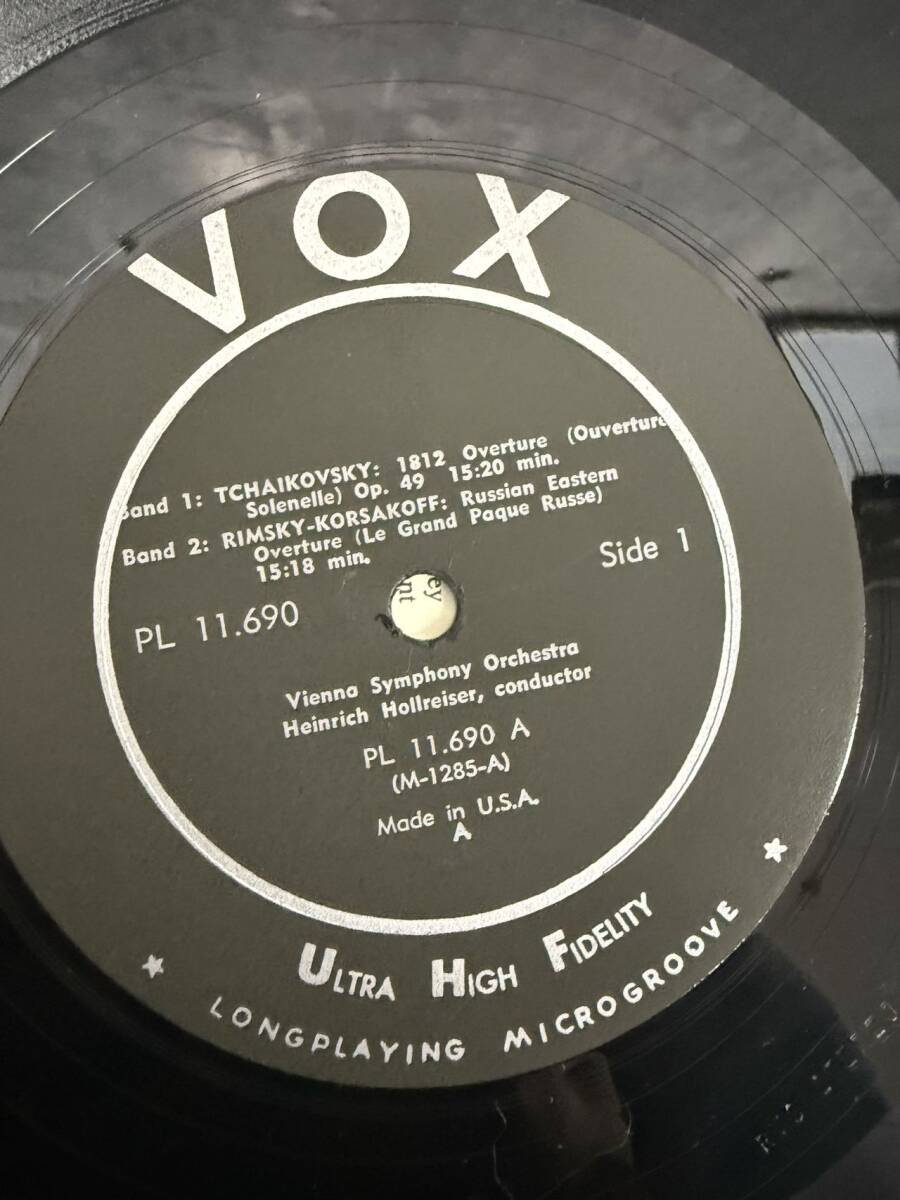 VOX
Band 1: TCHAIKOVSKY: 1812 Overture (Ouverture
Solenelle) Op. 49 15:20 min.
Band 2: RIMSKY-KORSAKOFF: Russian Eastern
Overture (Le Grand Paque Russe)
15:18 min.
Side 1
PL 11.690
ey
nt
Vienna Symphony Orchestra
Heinrich Hollreiser, conductor
PL 11.690 A
(M-1285-A)
Made in U.S.A.
A
ULTRA HIGH FIDELITY
LONGPLAYING MICROGROOVE